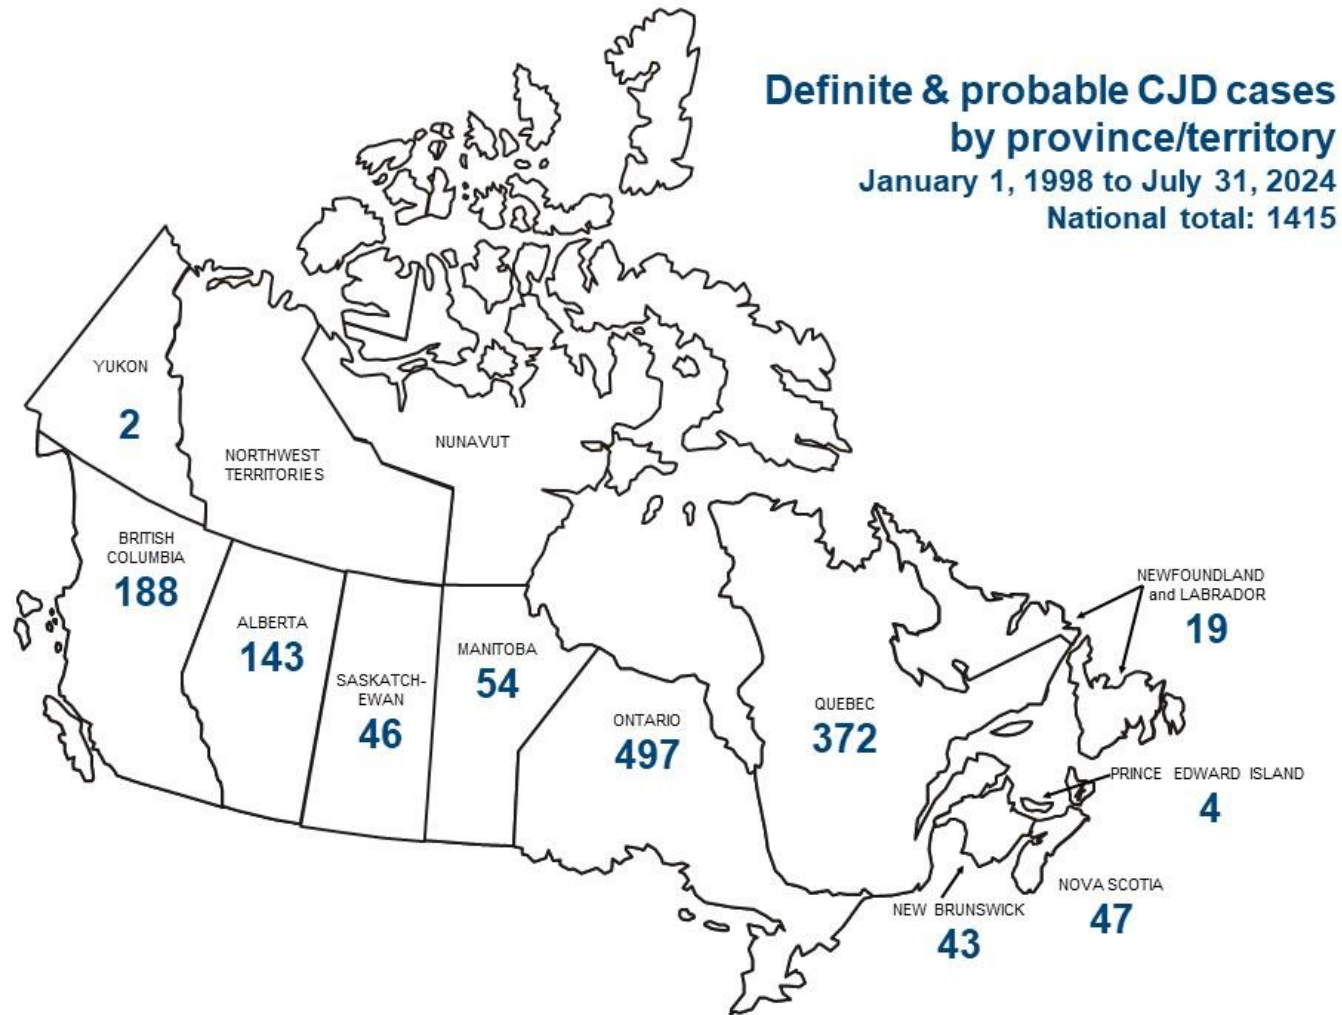 Definite & probable CJD cases
by province/territory
January 1, 1998 to July 31, 2024
National total: 1415
YUKON
2
NORTHWEST
TERRITORIES
NUNAVUT
BRITISH
COLUMBIA
188
ALBERTA
143
SASKATCH-
EWAN
46
MANITOBA
54
ONTARIO
497
QUEBEC
372
NEWFOUNDLAND
and LABRADOR
19
PRINCE EDWARD ISLAND
4
NOVA SCOTIA
47
NEW BRUNSWICK
43